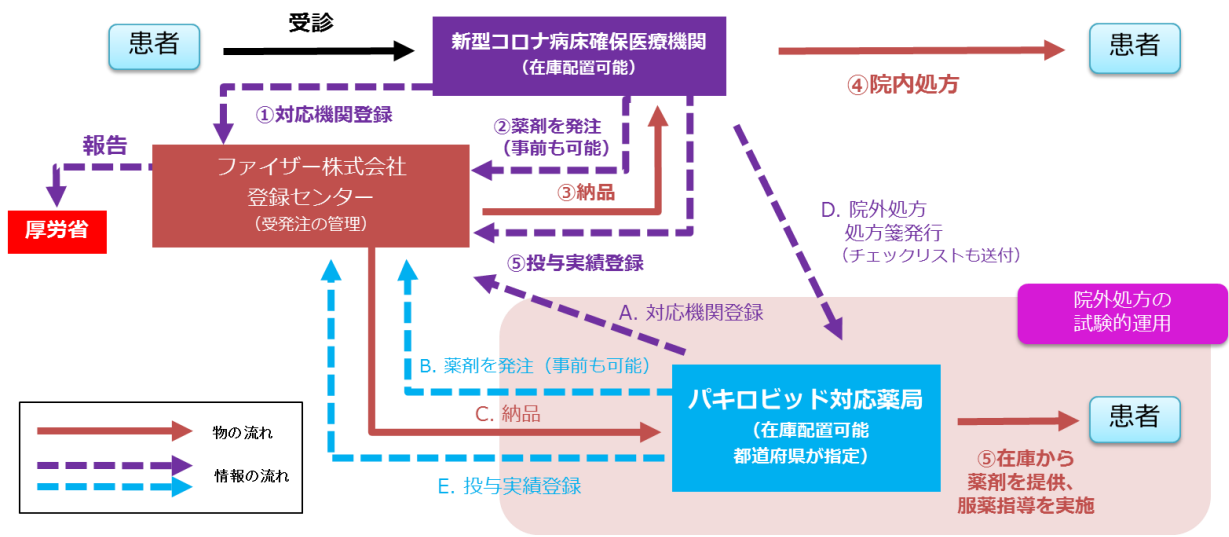 患者
受診
新型コロナ病床確保医療機関
（在庫配置可能）
患者
④院内処方
①対応機関登録
②薬剤を発注
（事前も可能）
報告
ファイザー株式会社
登録センター
（受発注の管理）
③納品
厚労省
D. 院外処方
処方箋発行
（チェックリストも送付）
⑤投与実績登録
A. 対応機関登録
院外処方の
試験的運用
B. 薬剤を発注（事前も可能）
パキロビッド対応薬局
（在庫配置可能
都道府県が指定）
C. 納品
患者
物の流れ
情報の流れ
E. 投与実績登録
⑤在庫から
薬剤を提供、
服薬指導を実施